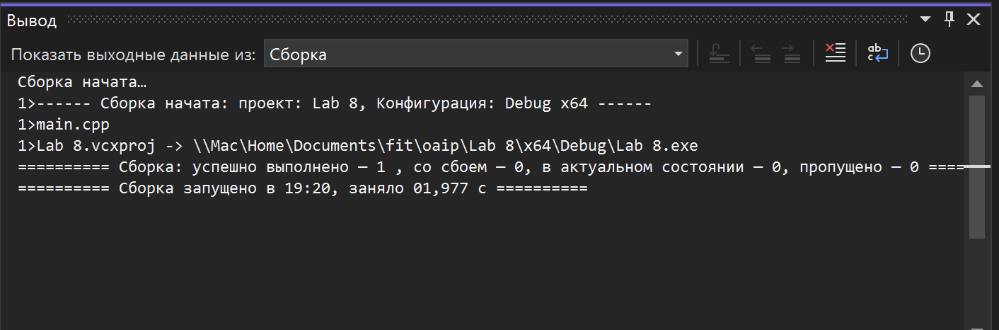 Вывод
Показать выходные данные из: Сборка
Сборка начата…
1>------ Сборка начата: проект: Lab 8, Конфигурация: Debug x64 ------
1>main.cpp
1>Lab 8.vcxproj -> \\Mac\Home\Documents\fit\oaip\Lab 8\x64\Debug\Lab 8.exe
========== Сборка: успешно выполнено — 1 , со сбоем — 0, в актуальном состоянии — 0, пропущено — 0 ====
========== Сборка запущено в 19:20, заняло 01,977 с ==========